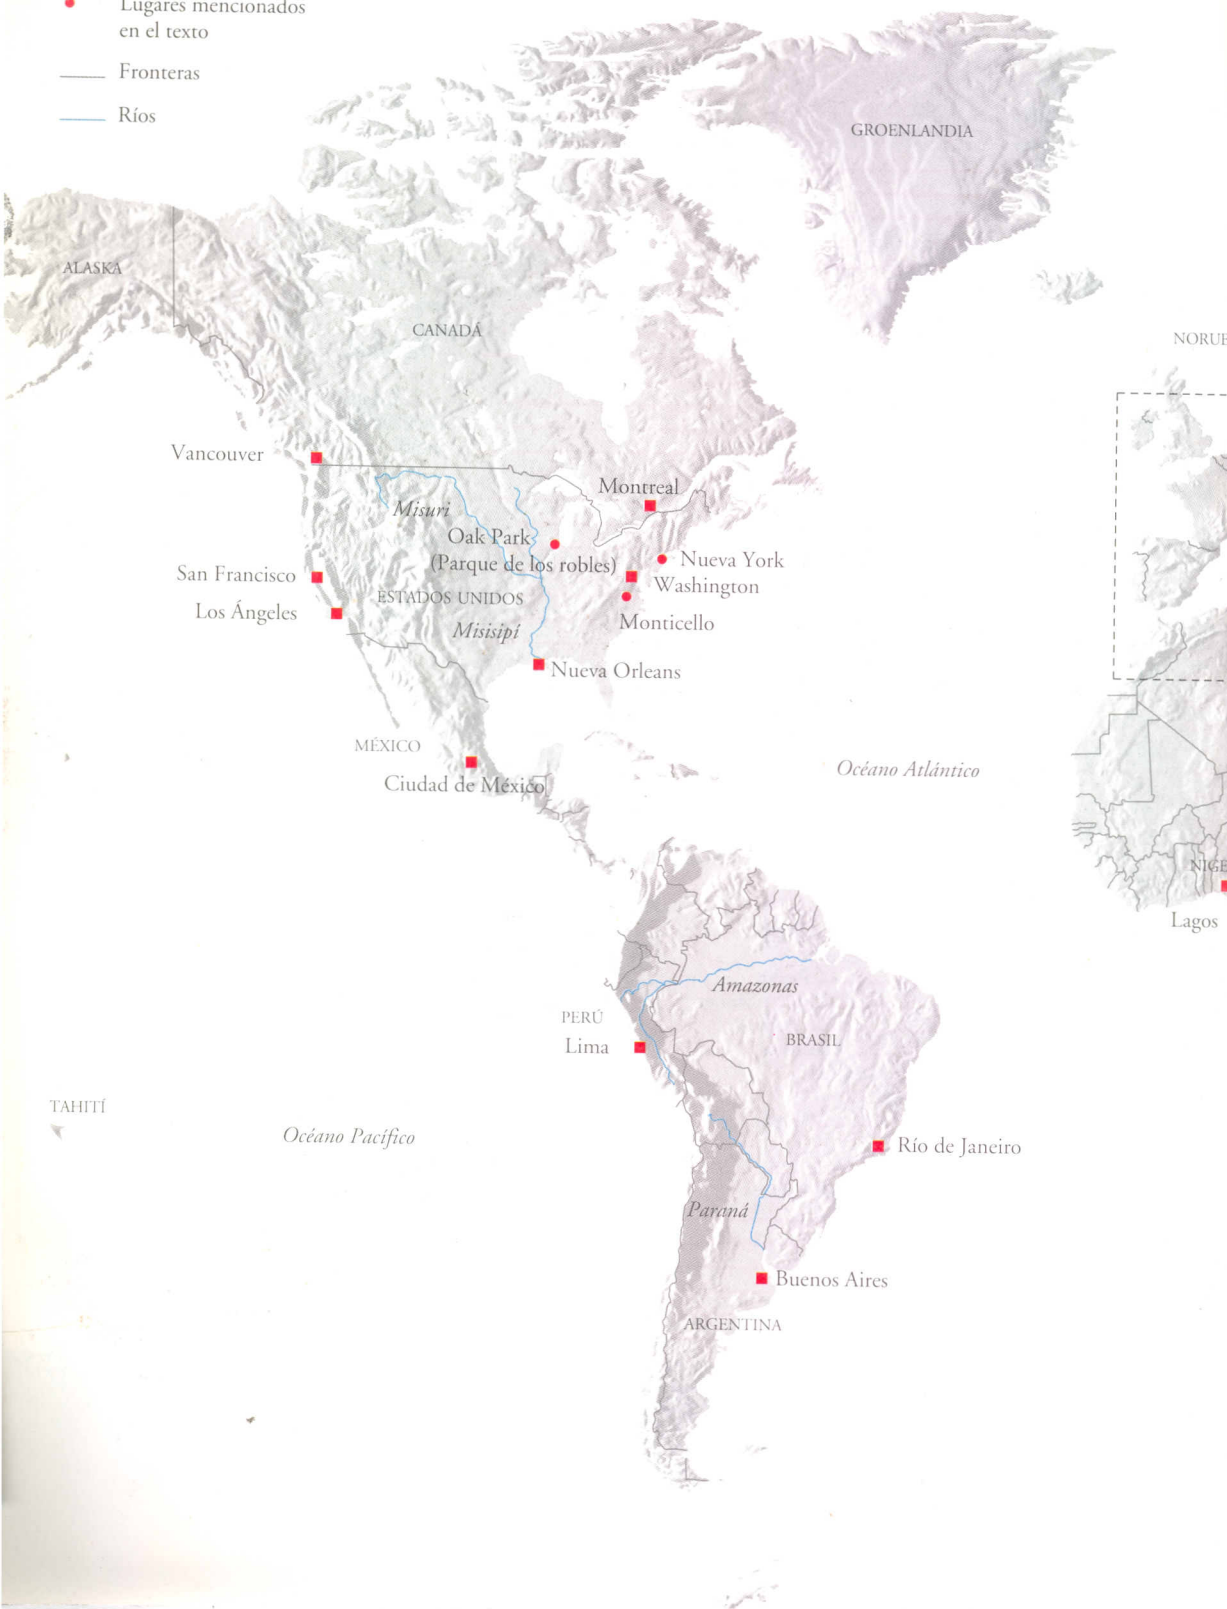 Lugares mencionados
en el texto
Fronteras
Ríos
GROENLANDIA
ALASKA
CANADÁ
NORUE
Vancouver
Montreal
Misuri
Oak Park
(Parque de los robles)
Nueva York
Washington
San Francisco
ESTADOS UNIDOS
Los Ángeles
Monticello
Misisipí
Nueva Orleans
MÉXICO
Ciudad de México
Océano Atlántico
NIGE
Lagos
Amazonas
PERÚ
BRASIL
Lima
TAHITÍ
Océano Pacífico
Río de Janeiro
Paraná
Buenos Aires
ARGENTINA